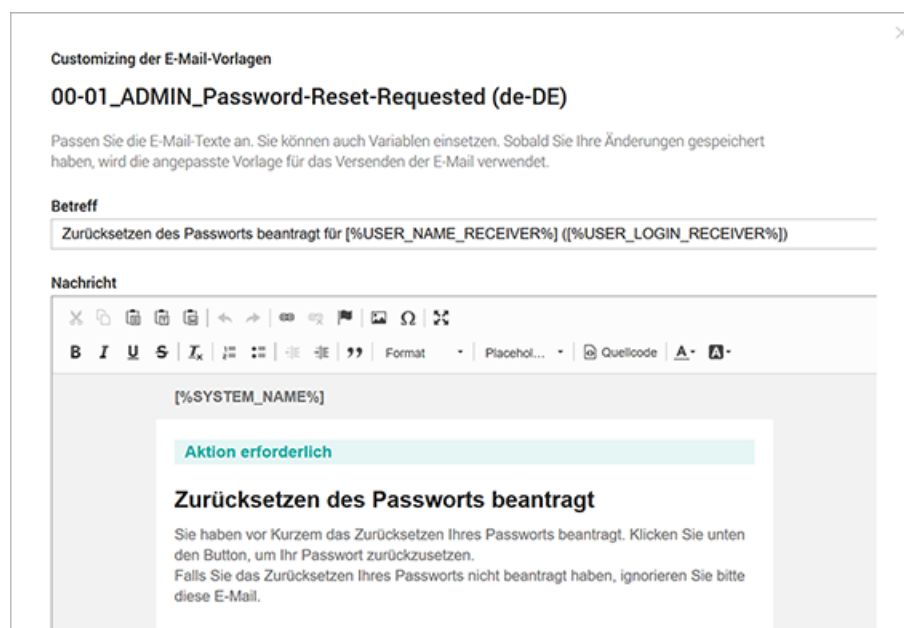 Customizing der E-Mail-Vorlagen
00-01_ADMIN_Password-Reset-Requested (de-DE)
Passen Sie die E-Mail-Texte an. Sie können auch Variablen einsetzen. Sobald Sie Ihre Änderungen gespeichert
haben, wird die angepasste Vorlage für das Versenden der E-Mail verwendet.
Betreff
Zurücksetzen des Passworts beantragt für [%USER_NAME_RECEIVER%] ([%USER_LOGIN_RECEIVER%])
Nachricht
B I U S Format Placehol... Quellcode A A
[%SYSTEM_NAME%]
Aktion erforderlich
Zurücksetzen des Passworts beantragt
Sie haben vor Kurzem das Zurücksetzen Ihres Passworts beantragt. Klicken Sie unten
den Button, um Ihr Passwort zurückzusetzen.
Falls Sie das Zurücksetzen Ihres Passworts nicht beantragt haben, ignorieren Sie bitte
diese E-Mail.